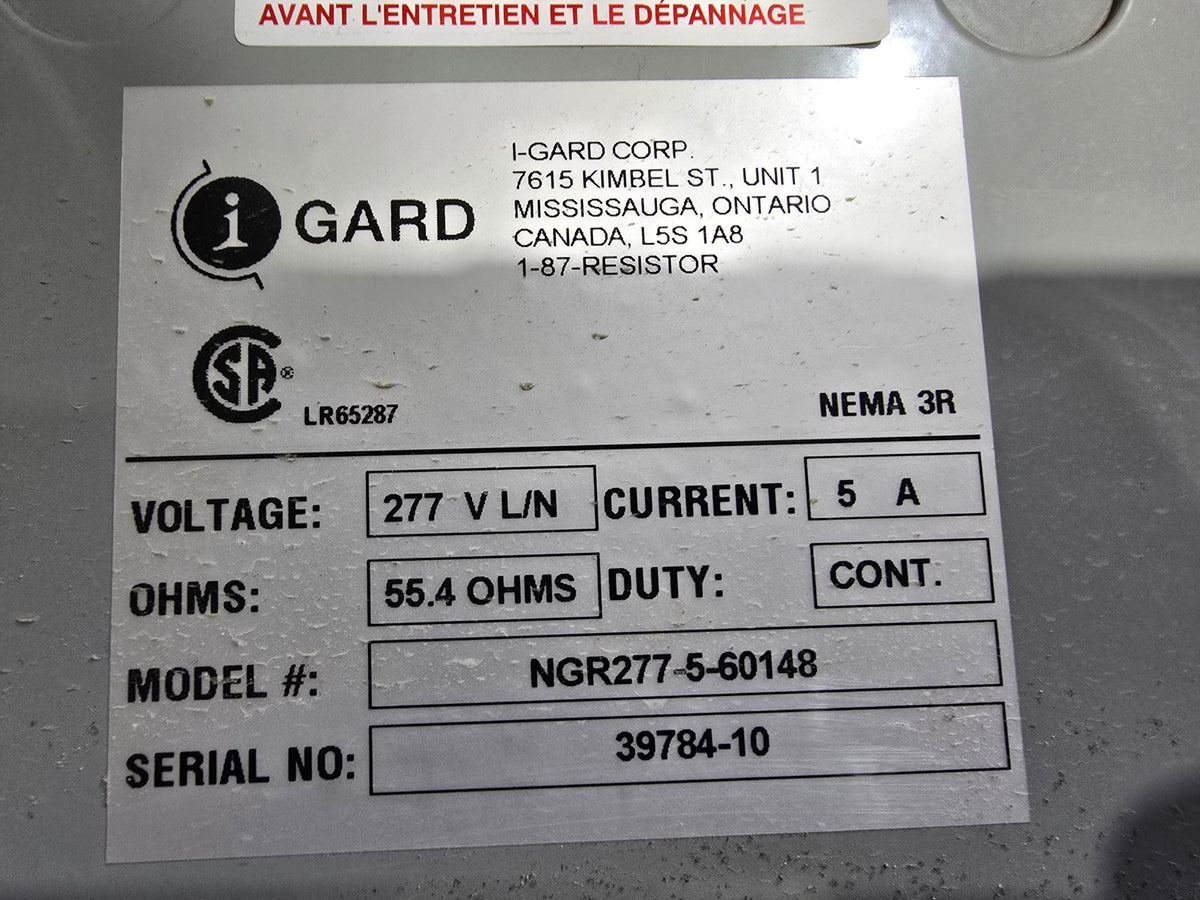 AVANT L'ENTRETIEN ET LE DÉPANNAGE
i GARD
I-GARD CORP.
7615 KIMBEL ST., UNIT 1
MISSISSAUGA, ONTARIO
CANADA, L5S 1A8
1-87-RESISTOR
CSA ®
LR65287
NEMA 3R
VOLTAGE: 277 V L/N CURRENT: 5 A
OHMS: 55.4 OHMS DUTY: CONT.
MODEL #: NGR277-5-60148
SERIAL NO: 39784-10